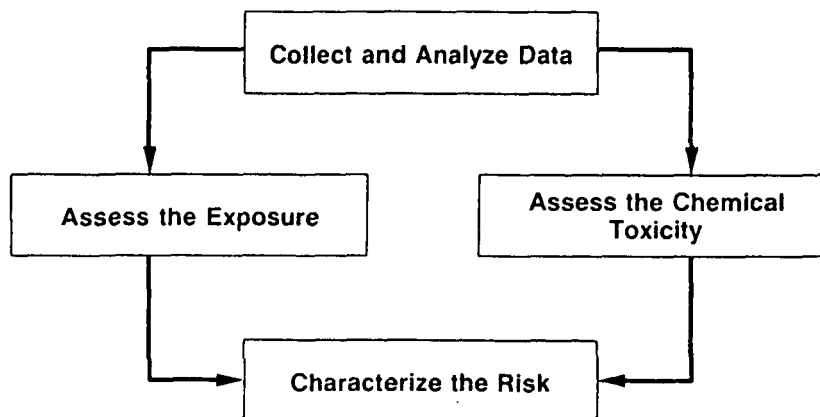 Collect and Analyze Data
Assess the Exposure
Assess the Chemical
Toxicity
Characterize the Risk